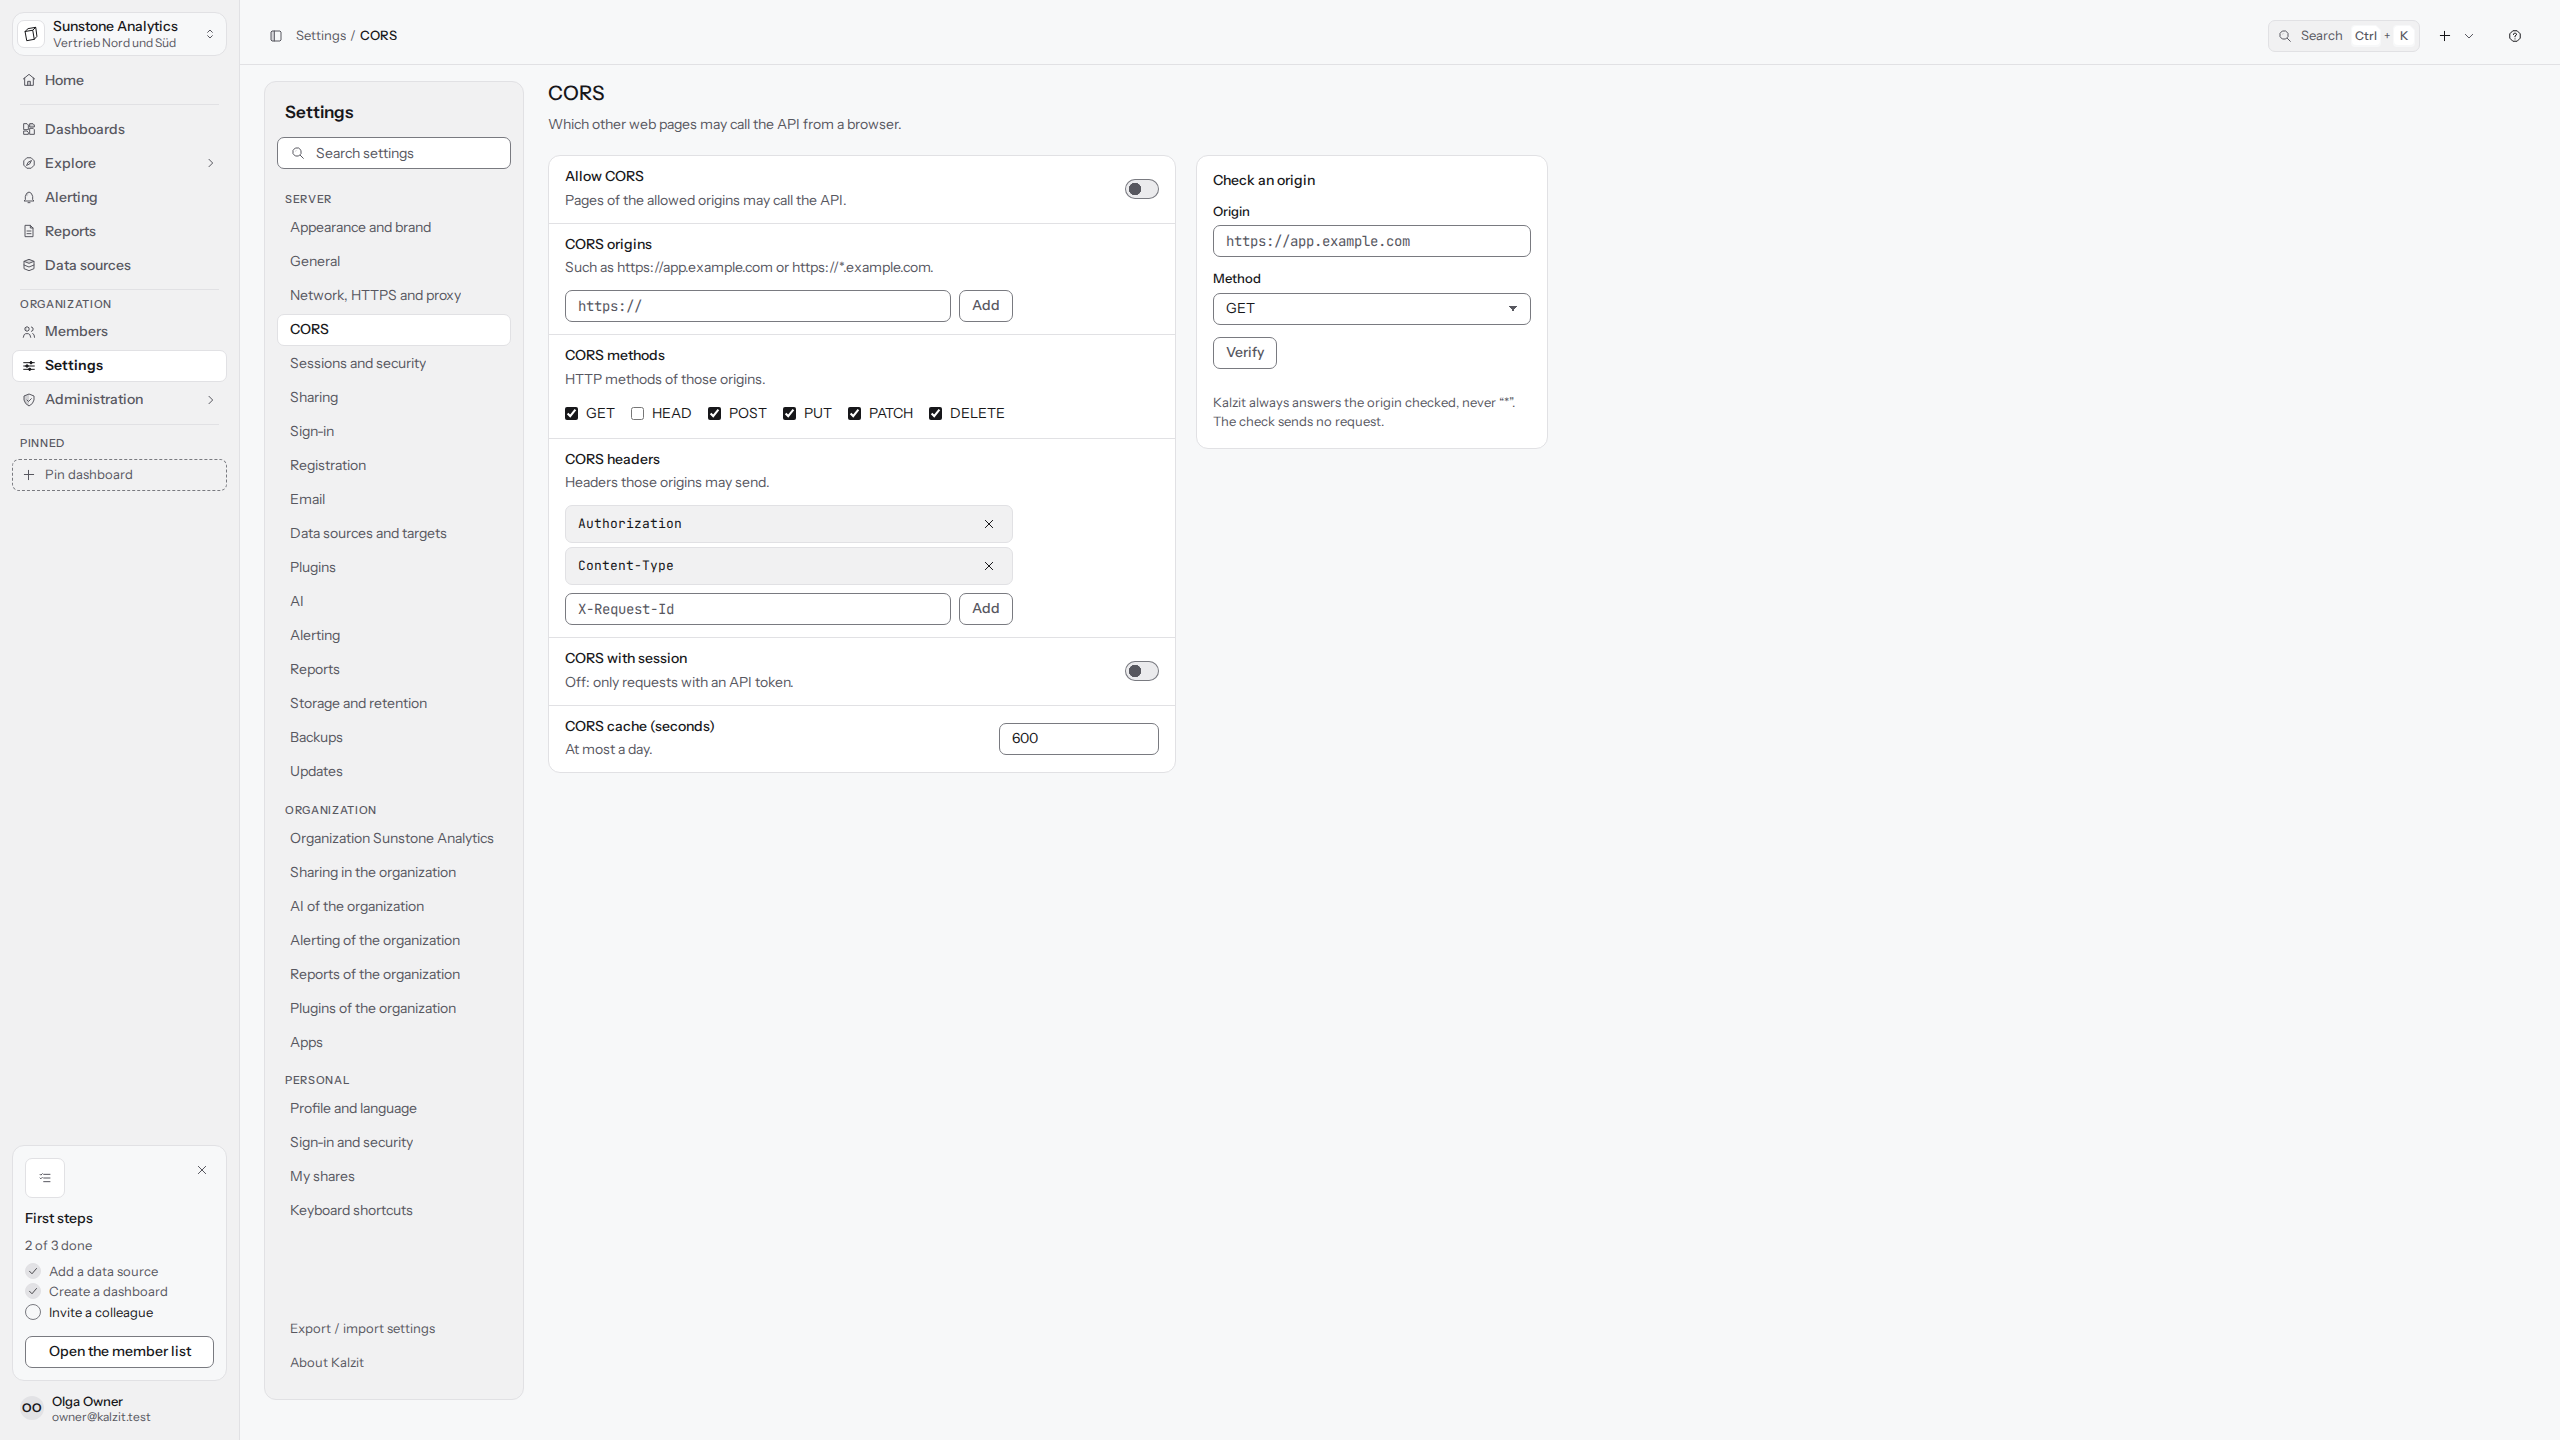 Sunstone Analytics
Vertrieb Nord und Süd
Home
Dashboards
Explore
Alerting
Reports
Data sources
ORGANIZATION
Members
Settings
Administration
PINNED
Pin dashboard
First steps
2 of 3 done
Add a data source
Create a dashboard
Invite a colleague
Open the member list
OO
Olga Owner
owner@kalzit.test
Settings / CORS
Search Ctrl + K
Settings
Search settings
SERVER
Appearance and brand
General
Network, HTTPS and proxy
CORS
Sessions and security
Sharing
Sign-in
Registration
Email
Data sources and targets
Plugins
AI
Alerting
Reports
Storage and retention
Backups
Updates
ORGANIZATION
Organization Sunstone Analytics
Sharing in the organization
AI of the organization
Alerting of the organization
Reports of the organization
Plugins of the organization
Apps
PERSONAL
Profile and language
Sign-in and security
My shares
Keyboard shortcuts
Export / import settings
About Kalzit
CORS
Which other web pages may call the API from a browser.
Allow CORS
Pages of the allowed origins may call the API.
CORS origins
Such as https://app.example.com or https://*.example.com.
https://
Add
CORS methods
HTTP methods of those origins.
GET HEAD POST PUT PATCH DELETE
CORS headers
Headers those origins may send.
Authorization
Content-Type
X-Request-Id
Add
CORS with session
Off: only requests with an API token.
CORS cache (seconds)
At most a day.
600
Check an origin
Origin
https://app.example.com
Method
GET
Verify
Kalzit always answers the origin checked, never “*”.
The check sends no request.